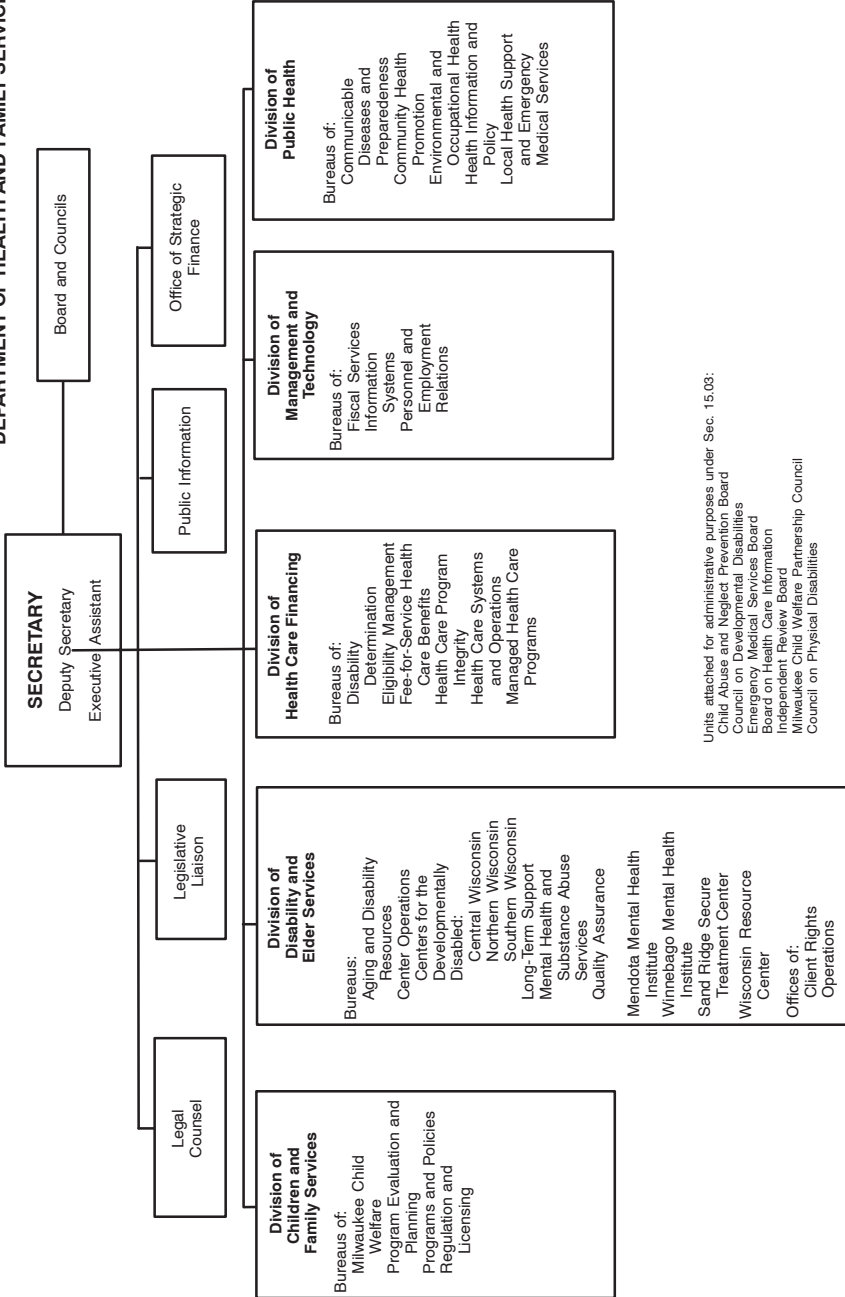 DEPARTMENT OF HEALTH AND FAMILY
SECRETARY
Deputy Secretary
Executive Assistant
Board and Councils
Legal
Counsel
Legislative
Liaison
Public Information
Office of Strategic
Finance
Division of
Children and
Family Services
Bureaus of:
Milwaukee Child
Welfare
Program Evaluation and
Planning
Programs and Policies
Regulation and
Licensing
Division of
Disability and
Elder Services
Bureaus:
Aging and Disability
Resources
Center Operations
Centers for the
Developmentally
Disabled:
Central Wisconsin
Northern Wisconsin
Southern Wisconsin
Long-Term Support
Mental Health and
Substance Abuse
Services
Quality Assurance
Mendota Mental Health
Institute
Winnebago Mental Health
Institute
Sand Ridge Secure
Treatment Center
Wisconsin Resource
Center
Offices of:
Client Rights
Operations
Division of
Health Care Financing
Bureaus of:
Disability
Determination
Eligibility Management
Fee-for-Service Health
Care Benefits
Health Care Program
Integrity
Health Care Systems
and Operations
Managed Health Care
Programs
Division of
Management and
Technology
Bureaus of:
Fiscal Services
Information
Systems
Personnel and
Employment
Relations
Division of
Public Health
Bureaus of:
Communicable
Diseases and
Preparedeness
Community Health
Promotion
Environmental and
Occupational Health
Health Information and
Policy
Local Health Support
and Emergency
Medical Services
Units attached for administrative purposes under Sec. 15.03:
Child Abuse and Neglect Prevention Board
Council on Developmental Disabilities
Emergency Medical Services Board
Board on Health Care Information
Independent Review Board
Milwaukee Child Welfare Partnership Council
Council on Physical Disabilities